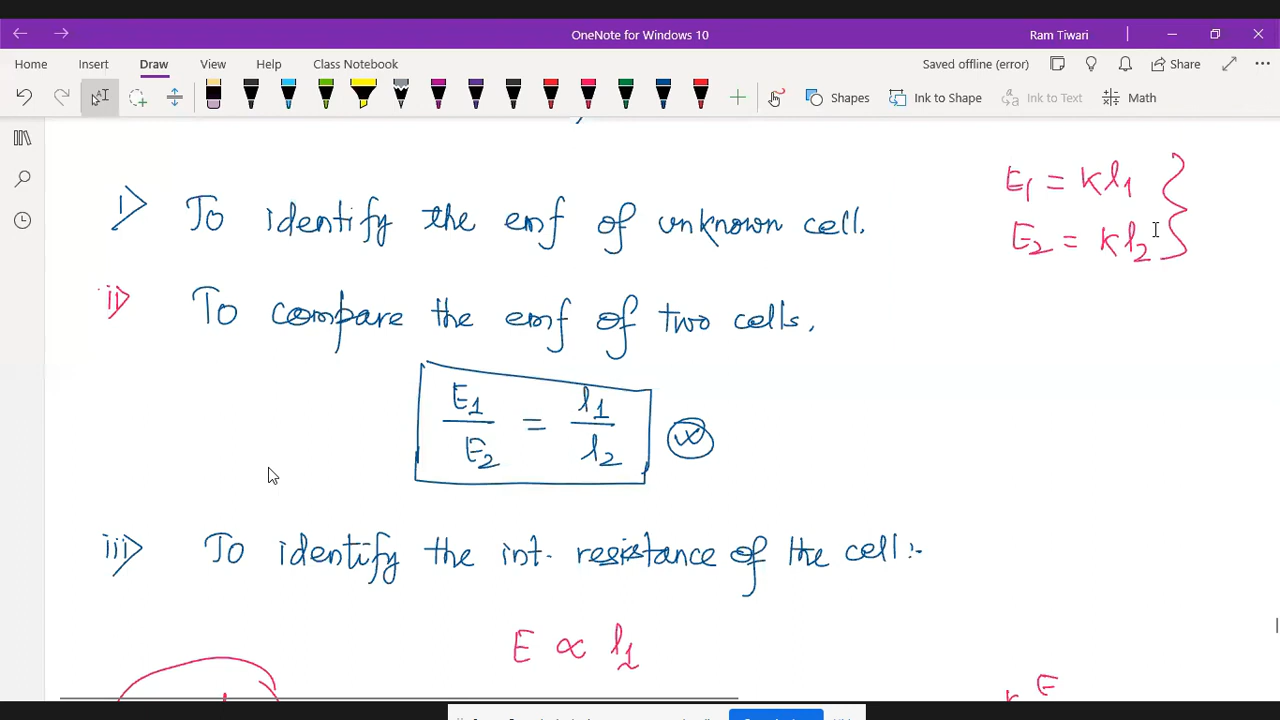 OneNote for Windows 10
Ram Tiwari
Home Insert Draw View Help Class Notebook
Saved offline (error)
Share
Shapes Ink to Shape Ink to Text Math
i> To identify the emf of unknown cell.
E1 = Kl1
E2 = Kl2
ii> To compare the emf of two cells.
E1/E2 = l1/l2
iii> To identify the int. resistance of the cell:-
E ∝ l1
E